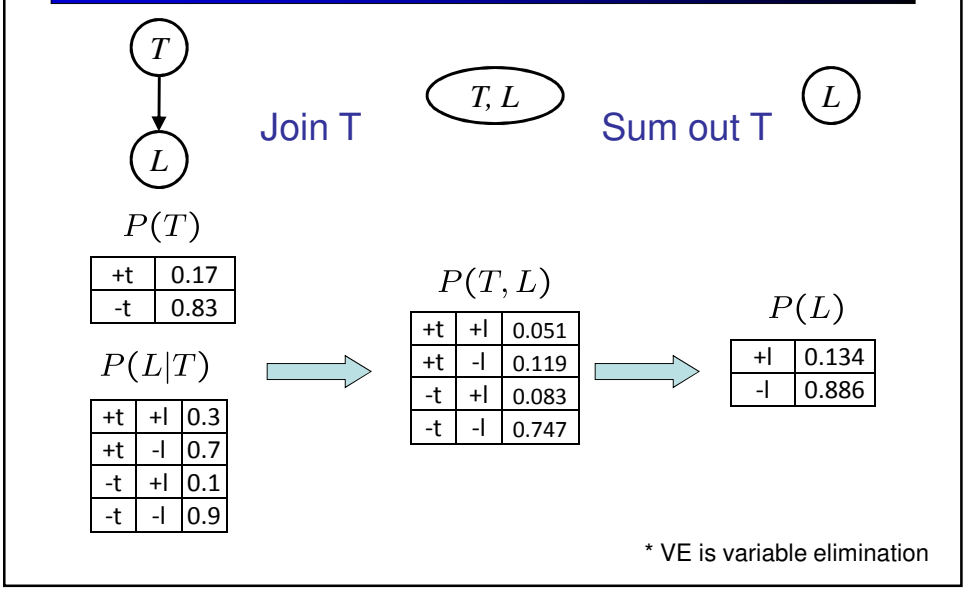 T
L
Join T
T, L
Sum out T
L
P(T)
+t 0.17
-t 0.83
P(L|T)
+t +l 0.3
+t -l 0.7
-t +l 0.1
-t -l 0.9
P(T, L)
+t +l 0.051
+t -l 0.119
-t +l 0.083
-t -l 0.747
P(L)
+l 0.134
-l 0.886
* VE is variable elimination